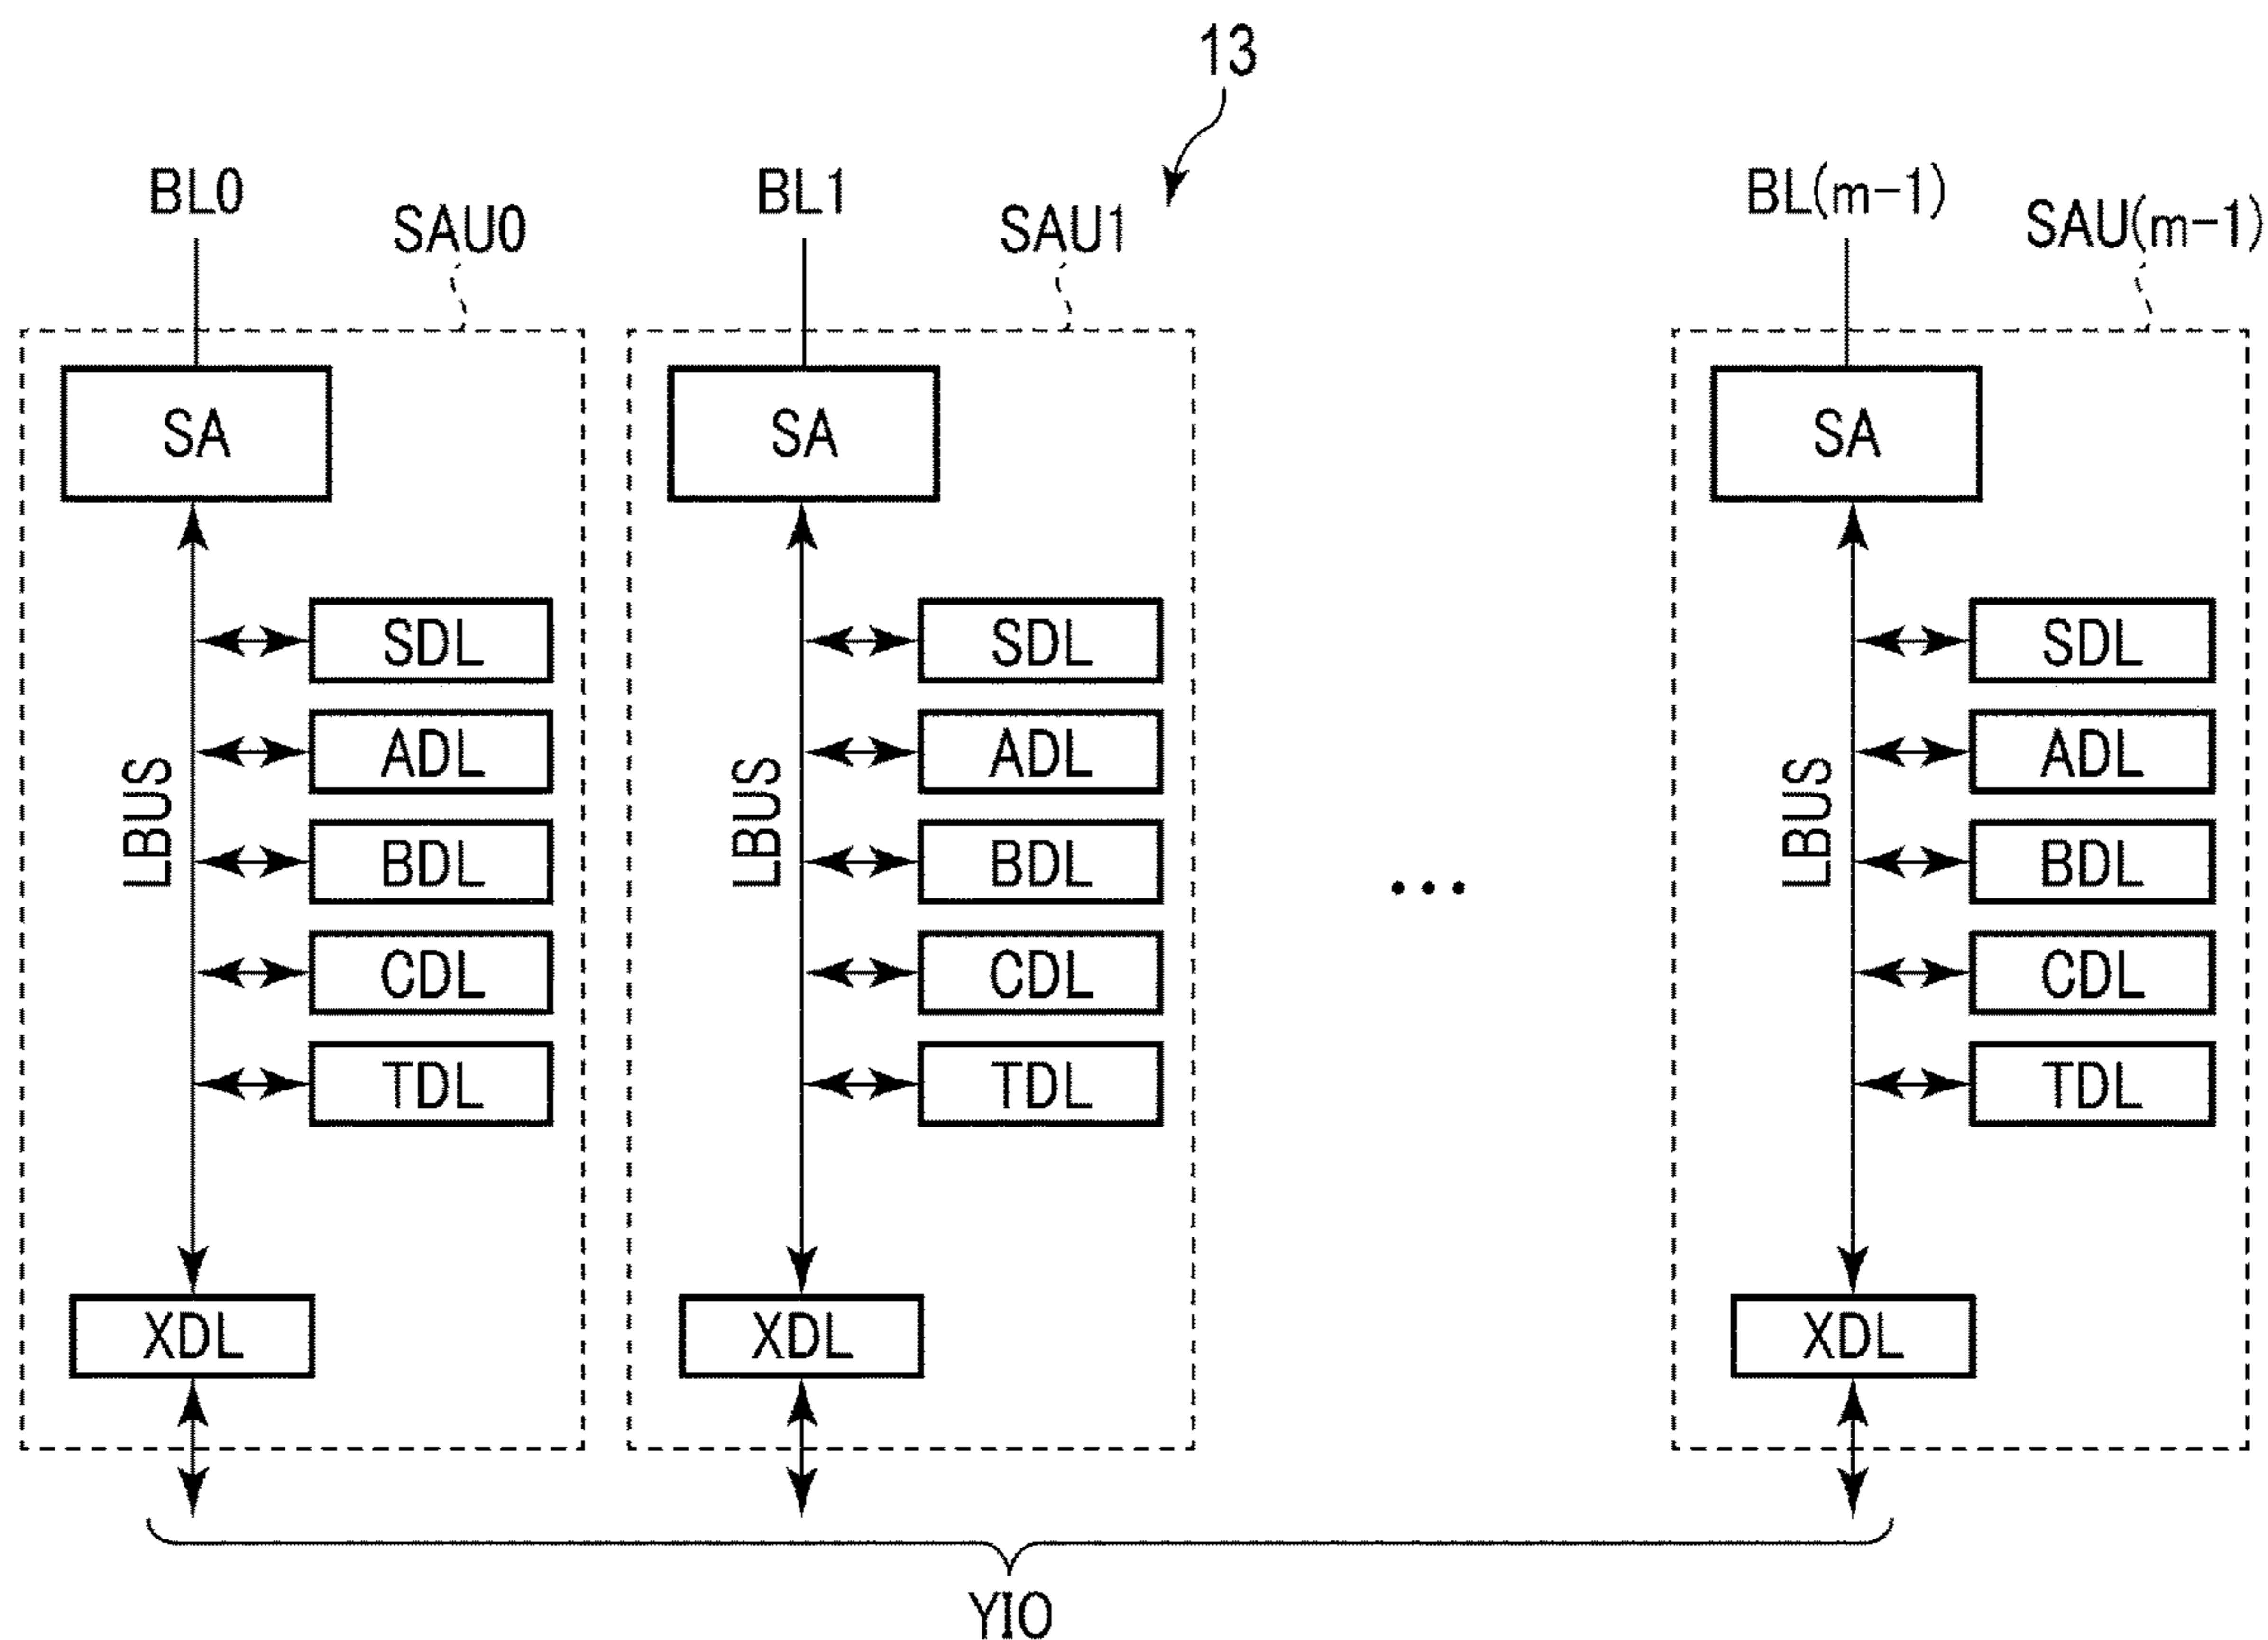 13
BL0 BL1 BL(m-1)
SAU0 SAU1 SAU(m-1)
SA SA SA
SDL SDL SDL
ADL ADL ADL
LBUS LBUS LBUS
BDL BDL BDL
...
CDL CDL CDL
TDL TDL TDL
XDL XDL XDL
YIO